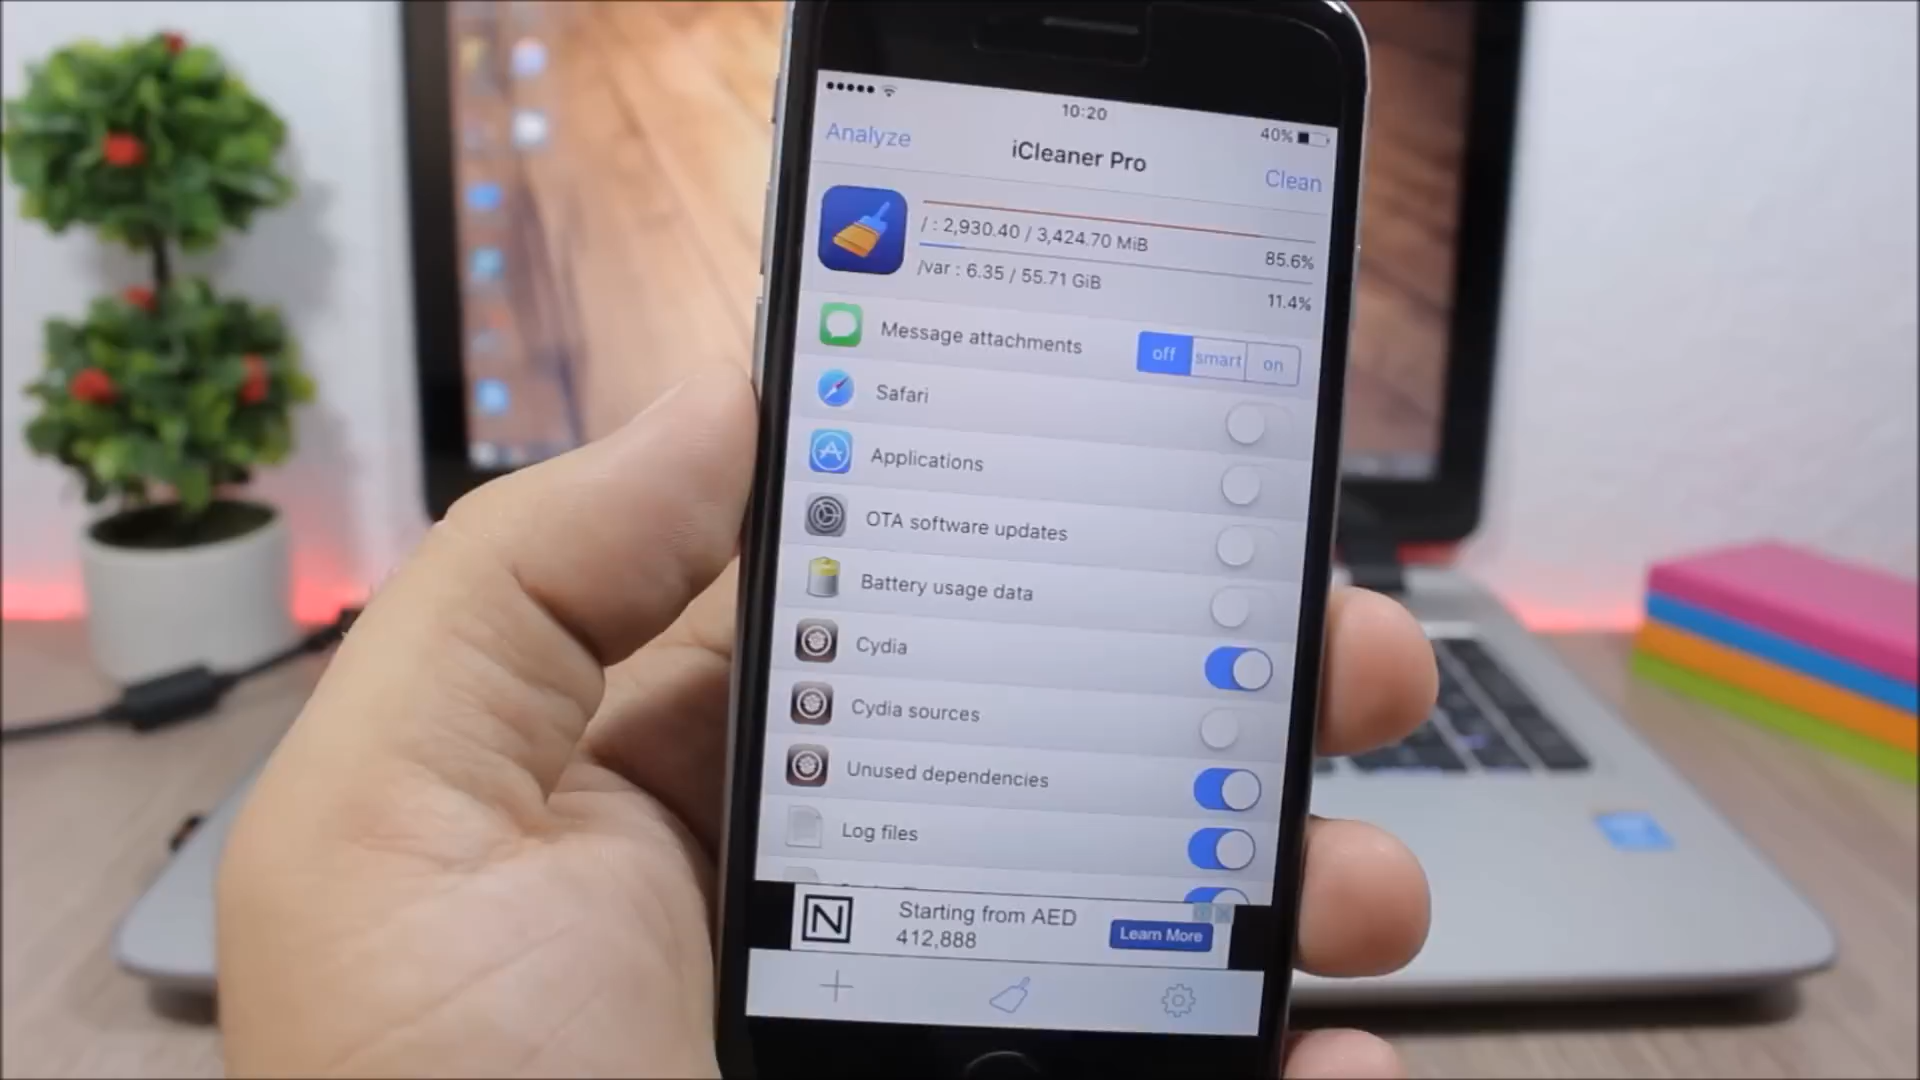 10:20
40%
Analyze
iCleaner Pro
Clean
/ : 2,930.40 / 3,424.70 MiB
85.6%
/var : 6.35 / 55.71 GiB
11.4%
Message attachments
off
smart
on
Safari
Applications
OTA software updates
Battery usage data
Cydia
Cydia sources
Unused dependencies
Log files
N
Starting from AED
412,888
Learn More